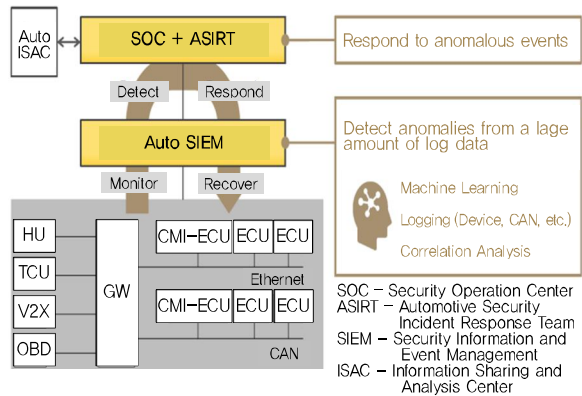 Auto
ISAC
SOC + ASIRT
Respond to anomalous events
Detect
Respond
Auto SIEM
Detect anomalies from a lage
amount of log data
Machine Learning
Logging (Device, CAN, etc.)
Correlation Analysis
Monitor
Recover
HU
TCU
V2X
OBD
GW
CMI-ECU
ECU
ECU
Ethernet
CMI-ECU
ECU
ECU
CAN
SOC - Security Operation Center
ASIRT - Automotive Security
Incident Response Team
SIEM - Security Information and
Event Management
ISAC - Information Sharing and
Analysis Center